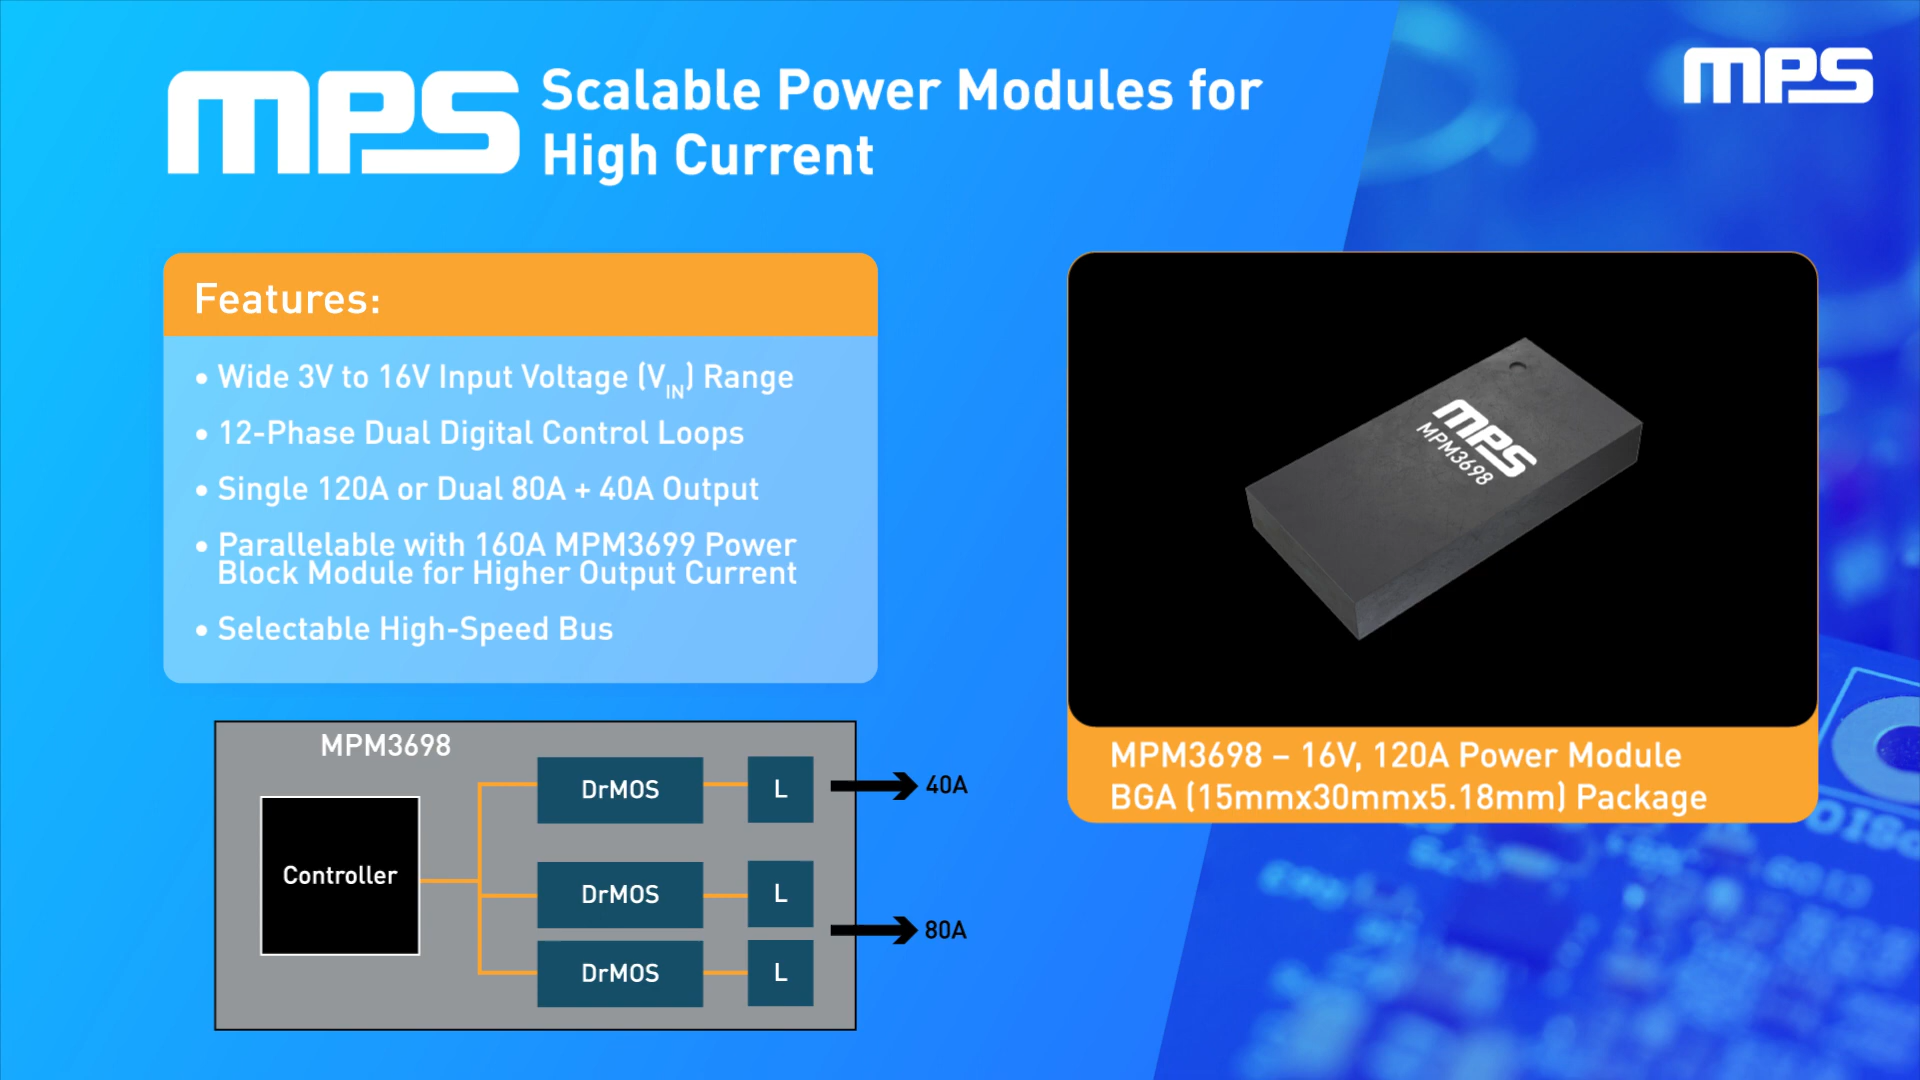 MPS Scalable Power Modules for
High Current
MPS
Features:
• Wide 3V to 16V Input Voltage (VIN) Range
• 12-Phase Dual Digital Control Loops
• Single 120A or Dual 80A + 40A Output
• Parallelable with 160A MPM3699 Power
Block Module for Higher Output Current
• Selectable High-Speed Bus
MPS
MPM3698
MPM3698 – 16V, 120A Power Module
BGA (15mmx30mmx5.18mm) Package
MPM3698
Controller
DrMOS L 40A
DrMOS L
80A
DrMOS L